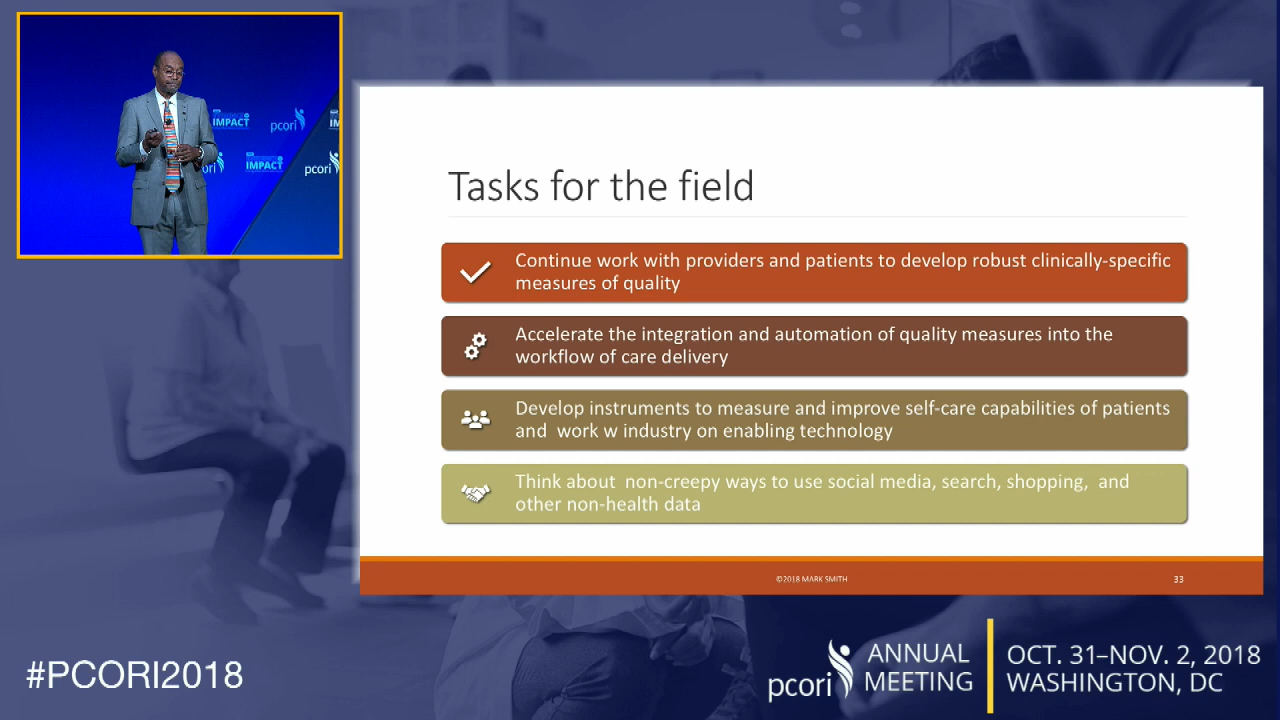 IMPACT
pcori
IM
ori
IMPACT
pcori
Tasks for the field
Continue work with providers and patients to develop robust clinically-specific
measures of quality
Accelerate the integration and automation of quality measures into the
workflow of care delivery
Develop instruments to measure and improve self-care capabilities of patients
and  work w industry on enabling technology
Think about  non-creepy ways to use social media, search, shopping,  and
other non-health data
©2018 MARK SMITH
33
#PCORI2018
pcori
ANNUAL
MEETING
OCT. 31–NOV. 2, 2018
WASHINGTON, DC